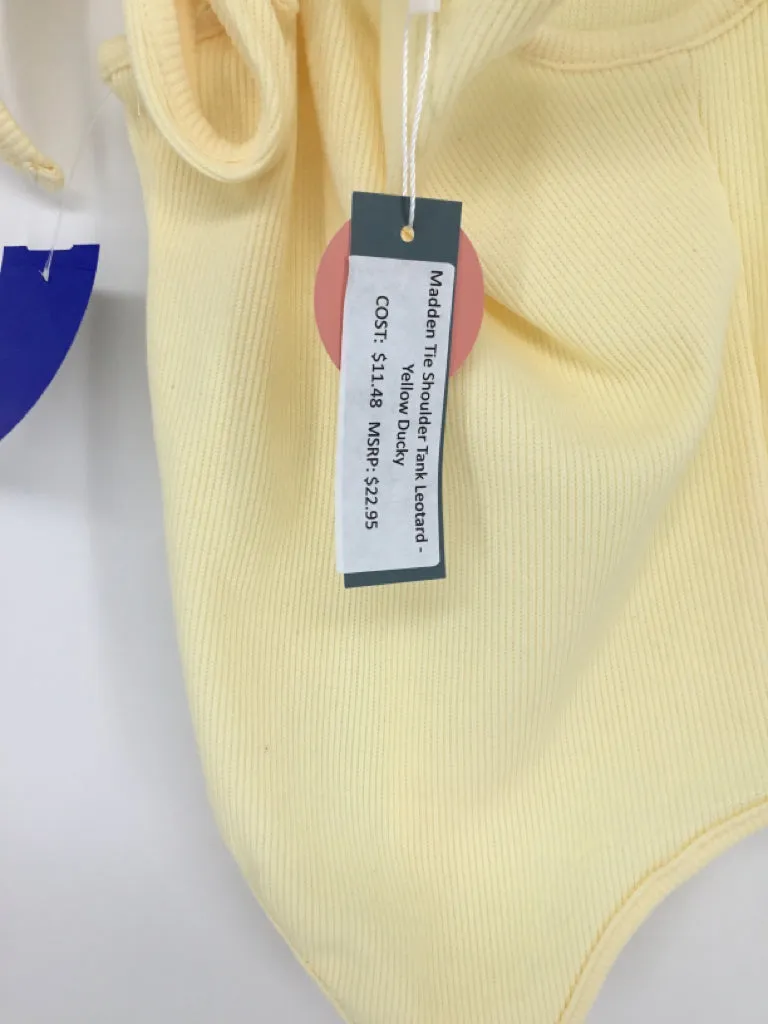 Madden Tie Shoulder Tank Leotard -
Yellow Ducky
COST: $11.48 MSRP: $22.95